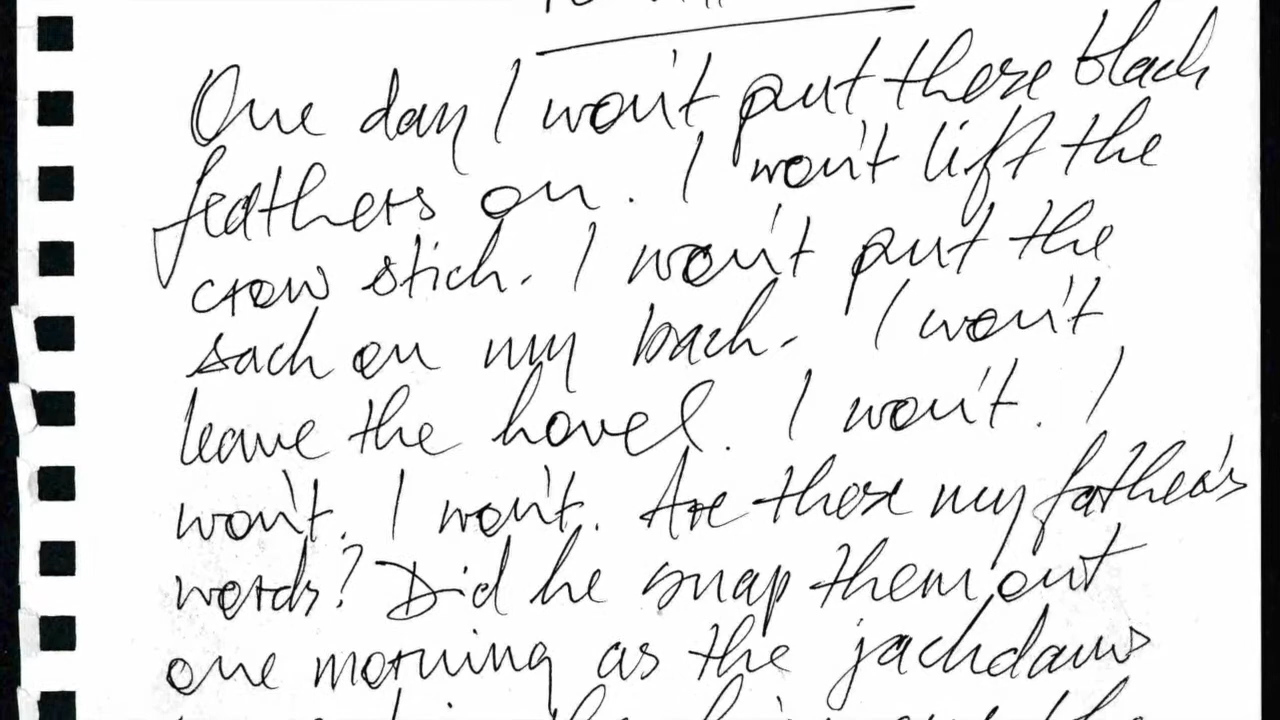 One day I won't put these black
feathers on. I won't lift the
crow stick. I won't put the
sack on my back. I won't
leave the hovel. I won't. I
won't. I won't. Are these my father's
words? Did he snap them out
one morning as the jackdaws